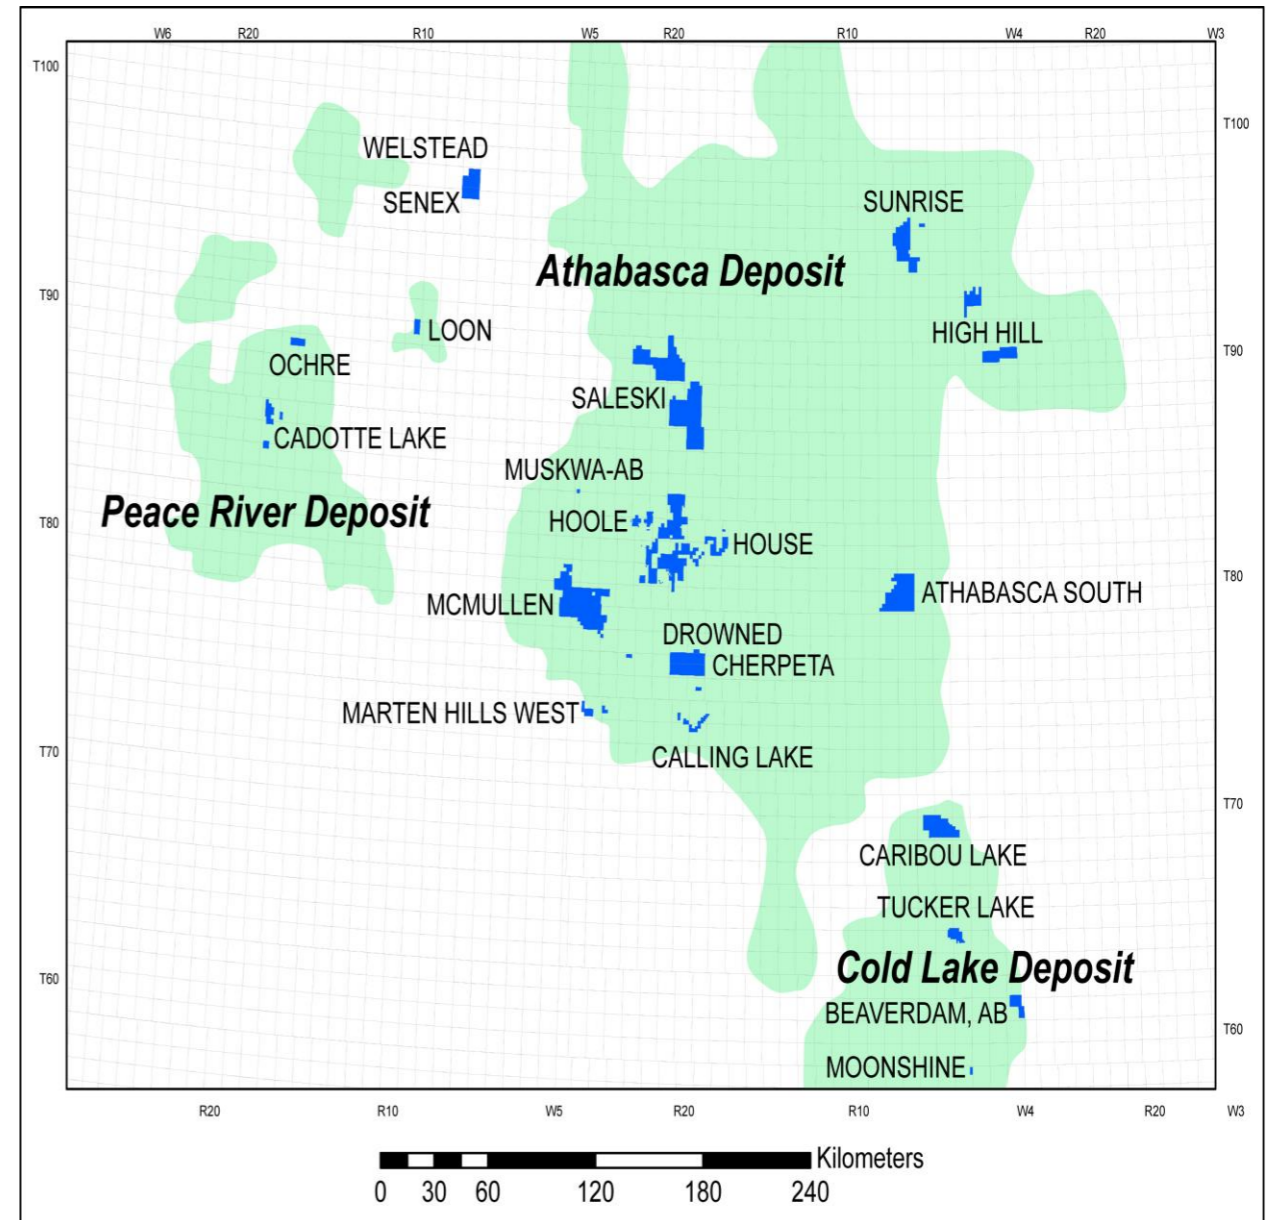 W6 R20 R10 W5 R20 R10 W4 R20 W3
T100
T100
WELSTEAD
SENEX
SUNRISE
Athabasca Deposit
T90
LOON
HIGH HILL
T90
OCHRE
SALESKI
CADOTTE LAKE
MUSKWA-AB
Peace River Deposit
T80
HOOLE
HOUSE
T80
ATHABASCA SOUTH
MCMULLEN
DROWNED
CHERPETA
MARTEN HILLS WEST
T70
CALLING LAKE
T70
CARIBOU LAKE
TUCKER LAKE
Cold Lake Deposit
T60
BEAVERDAM, AB
T60
MOONSHINE
R20 R10 W5 R20 R10 W4 R20 W3
Kilometers
0 30 60 120 180 240